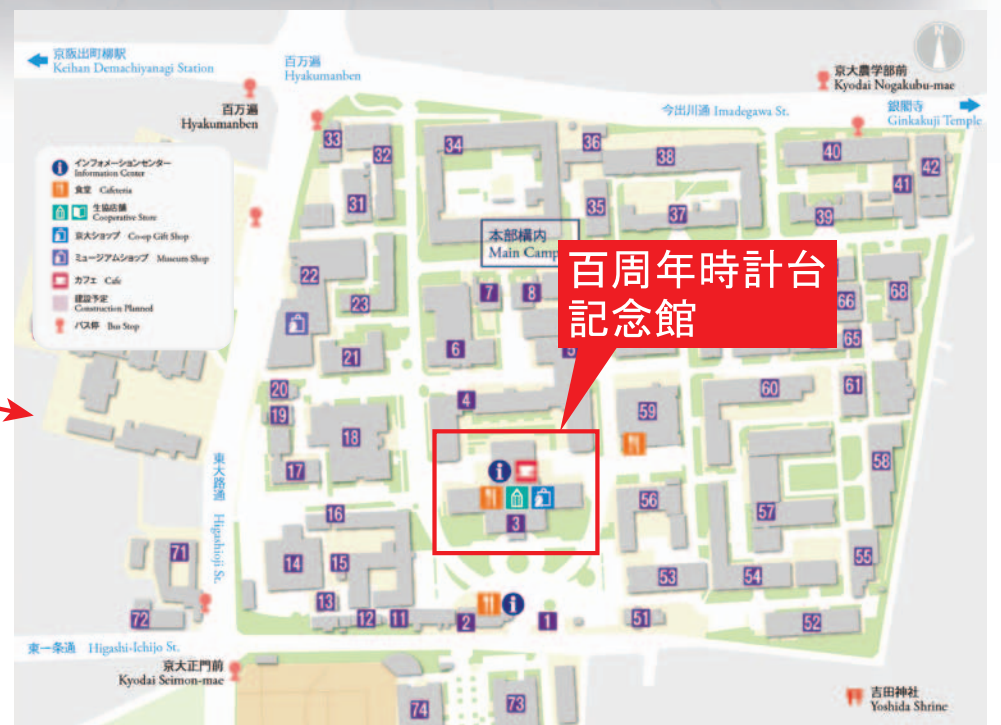 N
京阪出町柳駅
Keihan Demachiyanagi Station
百万遍
Hyakumanben
百万遍
Hyakumanben
京大農学部前
Kyodai Nogakubu-mae
今出川通 Imadegawa St.
銀閣寺
Ginkakuji Temple
インフォメーションセンター
Information Center
食堂 Cafeteria
生協店舗
Cooperative Store
京大ショップ Co-op Gift Shop
ミュージアムショップ Museum Shop
カフェ Cafe
建設予定
Construction Planned
バス停 Bus Stop
33
32
34
36
38
40
42
41
31
35
37
39
本部構内
Main Camp
百周年時計台
記念館
22
23
7
8
66
68
21
6
5
65
20
4
60
61
19
18
59
17
58
16
3
56
57
東大路通 Higashioji St.
71
14
15
53
54
55
13
72
12
11
2
1
51
52
東一条通 Higashi-Ichijo St.
京大正門前
Kyodai Seimon-mae
74
73
吉田神社
Yoshida Shrine